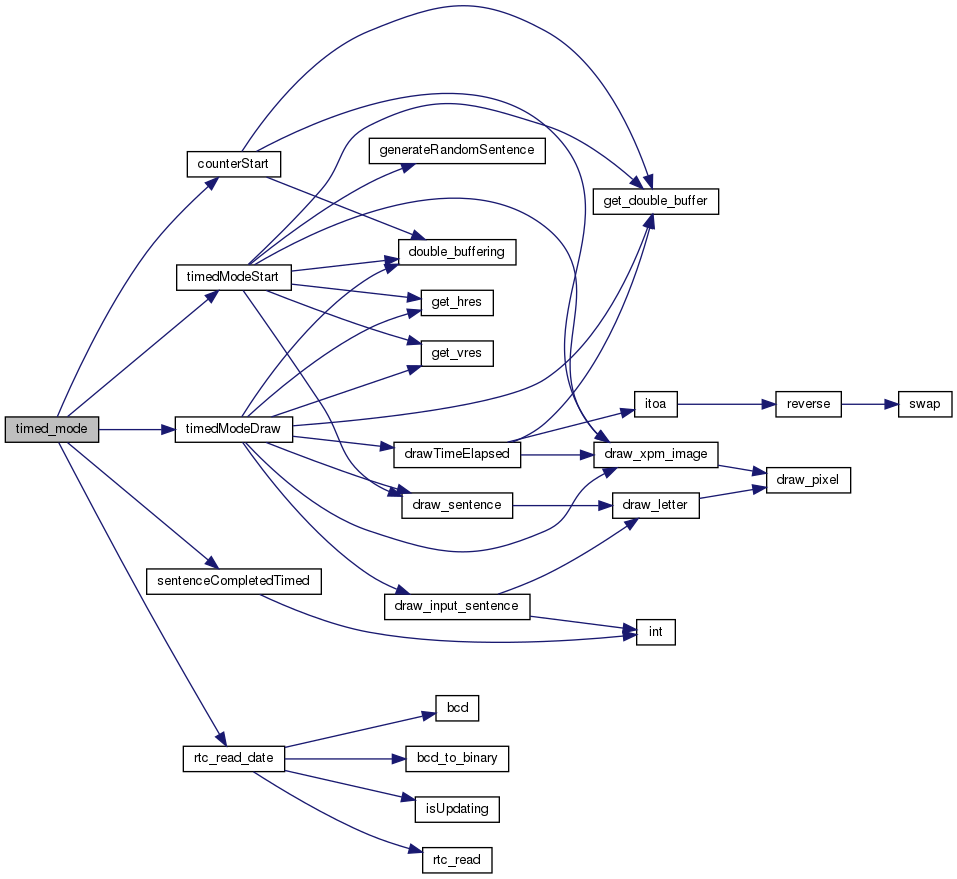 timed_mode
counterStart
timedModeStart
timedModeDraw
sentenceCompletedTimed
rtc_read_date
generateRandomSentence
double_buffering
get_hres
get_vres
drawTimeElapsed
draw_sentence
draw_input_sentence
bcd
bcd_to_binary
isUpdating
rtc_read
get_double_buffer
itoa
draw_xpm_image
draw_letter
int
reverse
draw_pixel
swap